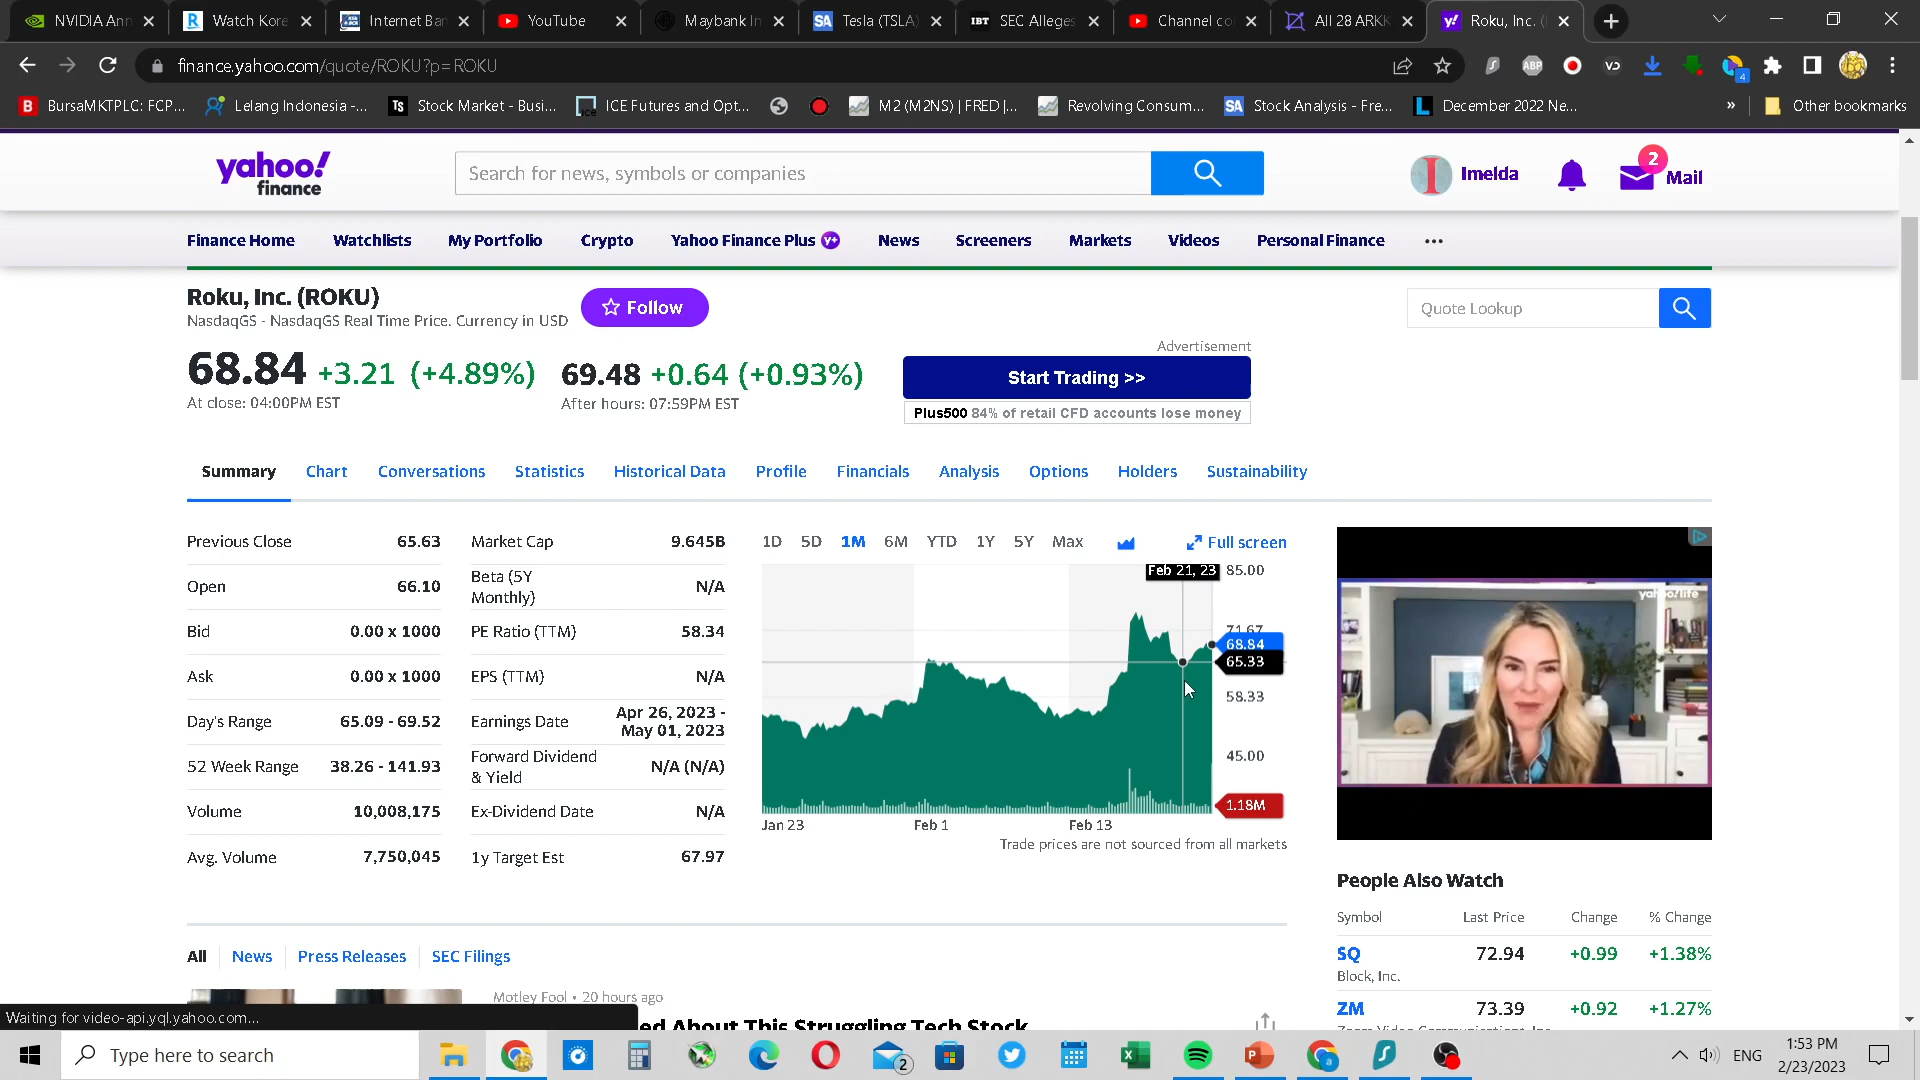 NVIDIA Ann
Watch Kore
Internet Ban
YouTube
Maybank In
Tesla (TSLA)
SEC Alleges
Channel co
All 28 ARKK
Roku, Inc. (
finance.yahoo.com/quote/ROKU?p=ROKU
BursaMKTPLC: FCP...
Lelang Indonesia -...
Stock Market - Busi...
ICE Futures and Opt...
M2 (M2NS) | FRED |...
Revolving Consum...
Stock Analysis - Fre...
December 2022 Ne...
Other bookmarks
yahoo!
finance
Search for news, symbols or companies
Imelda
2
Mail
Finance Home
Watchlists
My Portfolio
Crypto
Yahoo Finance Plus
News
Screeners
Markets
Videos
Personal Finance
...
Roku, Inc. (ROKU)
NasdaqGS - NasdaqGS Real Time Price. Currency in USD
Follow
Quote Lookup
68.84 +3.21 (+4.89%)
At close: 04:00PM EST
69.48 +0.64 (+0.93%)
After hours: 07:59PM EST
Advertisement
Start Trading >>
Plus500 84% of retail CFD accounts lose money
Summary
Chart
Conversations
Statistics
Historical Data
Profile
Financials
Analysis
Options
Holders
Sustainability
Previous Close 65.63
Open 66.10
Bid 0.00 x 1000
Ask 0.00 x 1000
Day's Range 65.09 - 69.52
52 Week Range 38.26 - 141.93
Volume 10,008,175
Avg. Volume 7,750,045
Market Cap 9.645B
Beta (5Y
Monthly) N/A
PE Ratio (TTM) 58.34
EPS (TTM) N/A
Earnings Date Apr 26, 2023 -
May 01, 2023
Forward Dividend
& Yield N/A (N/A)
Ex-Dividend Date N/A
1y Target Est 67.97
1D 5D 1M 6M YTD 1Y 5Y Max
Full screen
Feb 21, 23
85.00
71.67
68.84
65.33
58.33
45.00
1.18M
Jan 23
Feb 1
Feb 13
Trade prices are not sourced from all markets
yahoo!life
People Also Watch
Symbol Last Price Change % Change
SQ 72.94 +0.99 +1.38%
Block, Inc.
ZM 73.39 +0.92 +1.27%
Zoom Video Communications, Inc.
All
News
Press Releases
SEC Filings
Motley Fool • 20 hours ago
ed About This Struggling Tech Stock
Waiting for video-api.yql.yahoo.com...
Type here to search
2
ENG
1:53 PM
2/23/2023